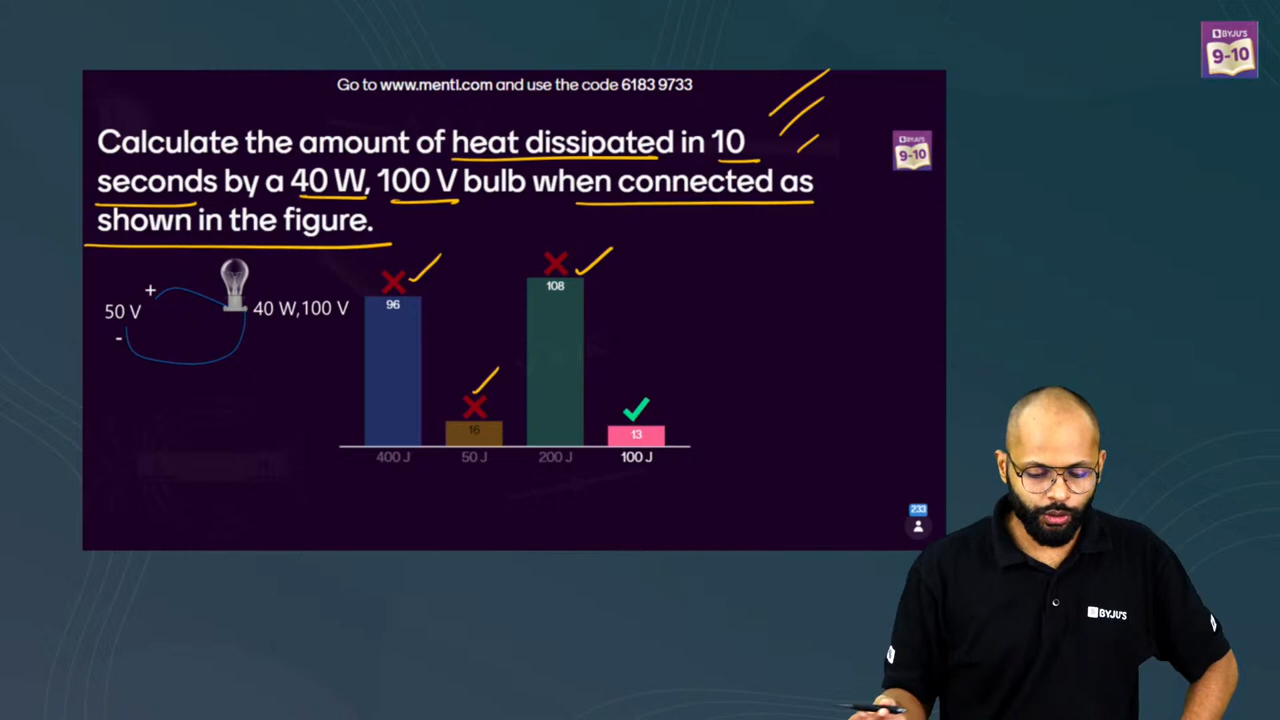 BYJU'S
9-10
Go to www.menti.com and use the code 6183 9733
Calculate the amount of heat dissipated in 10
seconds by a 40 W, 100 V bulb when connected as
shown in the figure.
BYJU'S
9-10
+
50 V
-
40 W,100 V
96
16
108
13
400 J
50 J
200 J
100 J
233
BYJU'S